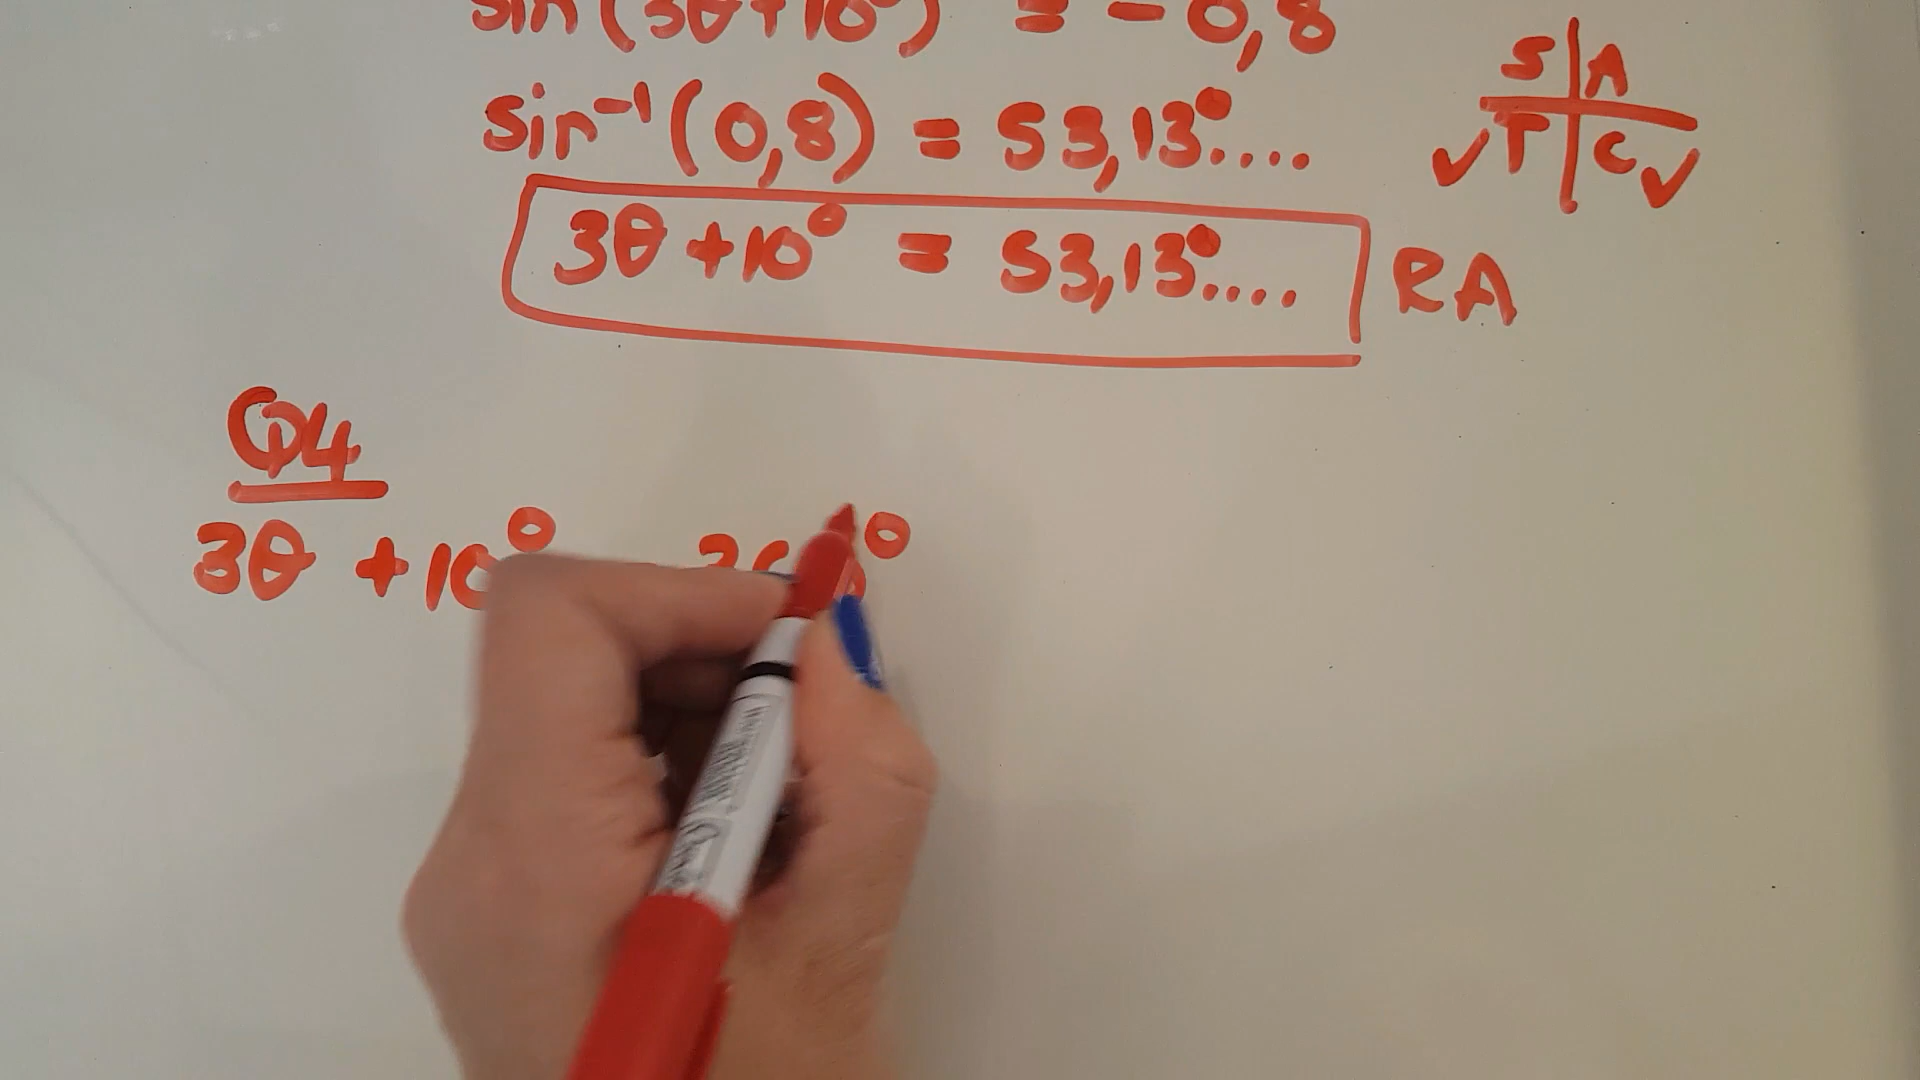 sin(3θ+10°) = -0,8
S A
sin⁻¹(0,8) = 53,13°....
✓T C✓
3θ+10° = 53,13°.... RA
Q4
3θ +10° 360°